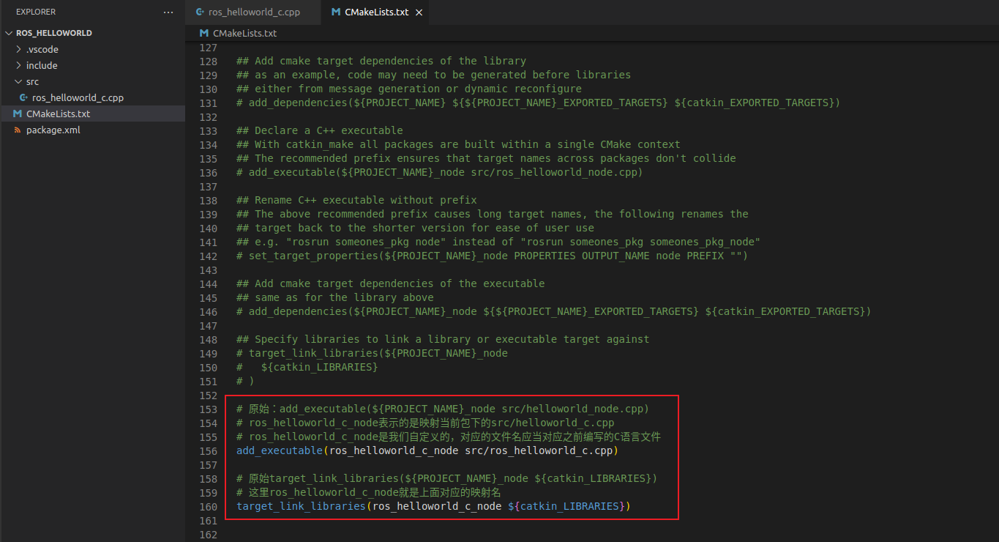 EXPLORER
ros_helloworld_c.cpp
CMakeLists.txt
ROS_HELLOWORLD
CMakeLists.txt
.vscode
include
src
ros_helloworld_c.cpp
CMakeLists.txt
package.xml
127
128 ## Add cmake target dependencies of the library
129 ## as an example, code may need to be generated before libraries
130 ## either from message generation or dynamic reconfigure
131 # add_dependencies(${PROJECT_NAME} ${${PROJECT_NAME}_EXPORTED_TARGETS} ${catkin_EXPORTED_TARGETS})
132
133 ## Declare a C++ executable
134 ## With catkin_make all packages are built within a single CMake context
135 ## The recommended prefix ensures that target names across packages don't collide
136 # add_executable(${PROJECT_NAME}_node src/ros_helloworld_node.cpp)
137
138 ## Rename C++ executable without prefix
139 ## The above recommended prefix causes long target names, the following renames the
140 ## target back to the shorter version for ease of user use
141 ## e.g. "rosrun someones_pkg node" instead of "rosrun someones_pkg someones_pkg_node"
142 # set_target_properties(${PROJECT_NAME}_node PROPERTIES OUTPUT_NAME node PREFIX "")
143
144 ## Add cmake target dependencies of the executable
145 ## same as for the library above
146 # add_dependencies(${PROJECT_NAME}_node ${${PROJECT_NAME}_EXPORTED_TARGETS} ${catkin_EXPORTED_TARGETS})
147
148 ## Specify libraries to link a library or executable target against
149 # target_link_libraries(${PROJECT_NAME}_node
150 #   ${catkin_LIBRARIES}
151 # )
152
153 # 原始：add_executable(${PROJECT_NAME}_node src/helloworld_node.cpp)
154 # ros_helloworld_c_node表示的是映射当前包下的src/helloworld_c.cpp
155 # ros_helloworld_c_node是我们自定义的，对应的文件名应当对应之前编写的C语言文件
156 add_executable(ros_helloworld_c_node src/ros_helloworld_c.cpp)
157
158 # 原始target_link_libraries(${PROJECT_NAME}_node ${catkin_LIBRARIES})
159 # 这里ros_helloworld_c_node就是上面对应的映射名
160 target_link_libraries(ros_helloworld_c_node ${catkin_LIBRARIES})
161
162